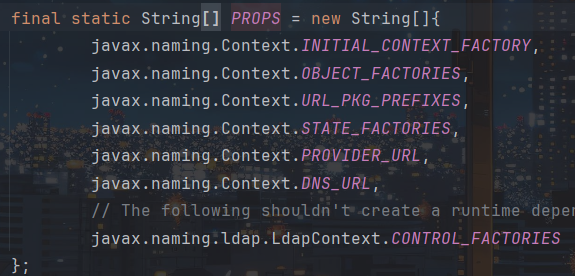 final static String[] PROPS = new String[]{
javax.naming.Context.INITIAL_CONTEXT_FACTORY,
javax.naming.Context.OBJECT_FACTORIES,
javax.naming.Context.URL_PKG_PREFIXES,
javax.naming.Context.STATE_FACTORIES,
javax.naming.Context.PROVIDER_URL,
javax.naming.Context.DNS_URL,
// The following shouldn't create a runtime depen
javax.naming.ldap.LdapContext.CONTROL_FACTORIES
};